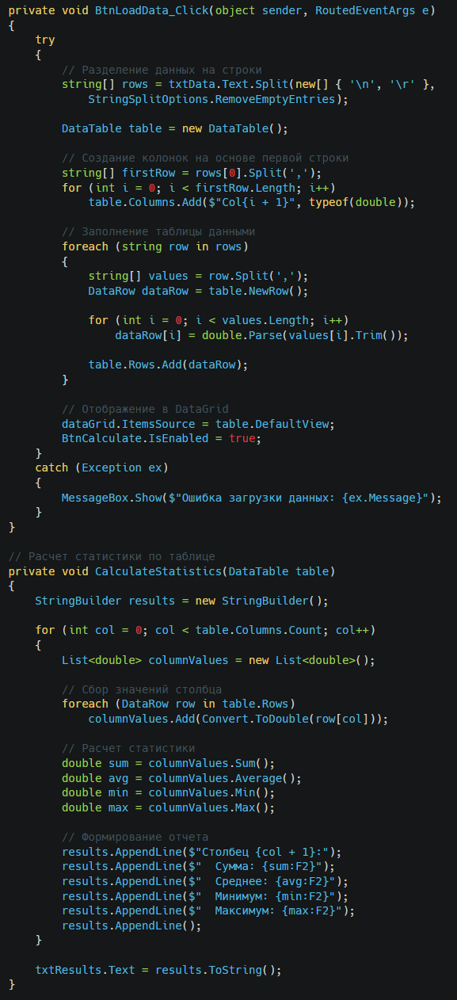 private void BtnLoadData_Click(object sender, RoutedEventArgs e)
{
    try
    {
        // Разделение данных на строки
        string[] rows = txtData.Text.Split(new[] { '\n', '\r' },
            StringSplitOptions.RemoveEmptyEntries);

        DataTable table = new DataTable();

        // Создание колонок на основе первой строки
        string[] firstRow = rows[0].Split(',');
        for (int i = 0; i < firstRow.Length; i++)
            table.Columns.Add($"Col{i + 1}", typeof(double));

        // Заполнение таблицы данными
        foreach (string row in rows)
        {
            string[] values = row.Split(',');
            DataRow dataRow = table.NewRow();

            for (int i = 0; i < values.Length; i++)
                dataRow[i] = double.Parse(values[i].Trim());

            table.Rows.Add(dataRow);
        }

        // Отображение в DataGrid
        dataGrid.ItemsSource = table.DefaultView;
        BtnCalculate.IsEnabled = true;
    }
    catch (Exception ex)
    {
        MessageBox.Show($"Ошибка загрузки данных: {ex.Message}");
    }
}

// Расчет статистики по таблице
private void CalculateStatistics(DataTable table)
{
    StringBuilder results = new StringBuilder();

    for (int col = 0; col < table.Columns.Count; col++)
    {
        List<double> columnValues = new List<double>();

        // Сбор значений столбца
        foreach (DataRow row in table.Rows)
            columnValues.Add(Convert.ToDouble(row[col]));

        // Расчет статистики
        double sum = columnValues.Sum();
        double avg = columnValues.Average();
        double min = columnValues.Min();
        double max = columnValues.Max();

        // Формирование отчета
        results.AppendLine($"Столбец {col + 1}:");
        results.AppendLine($"  Сумма: {sum:F2}");
        results.AppendLine($"  Среднее: {avg:F2}");
        results.AppendLine($"  Минимум: {min:F2}");
        results.AppendLine($"  Максимум: {max:F2}");
        results.AppendLine();
    }

    txtResults.Text = results.ToString();
}